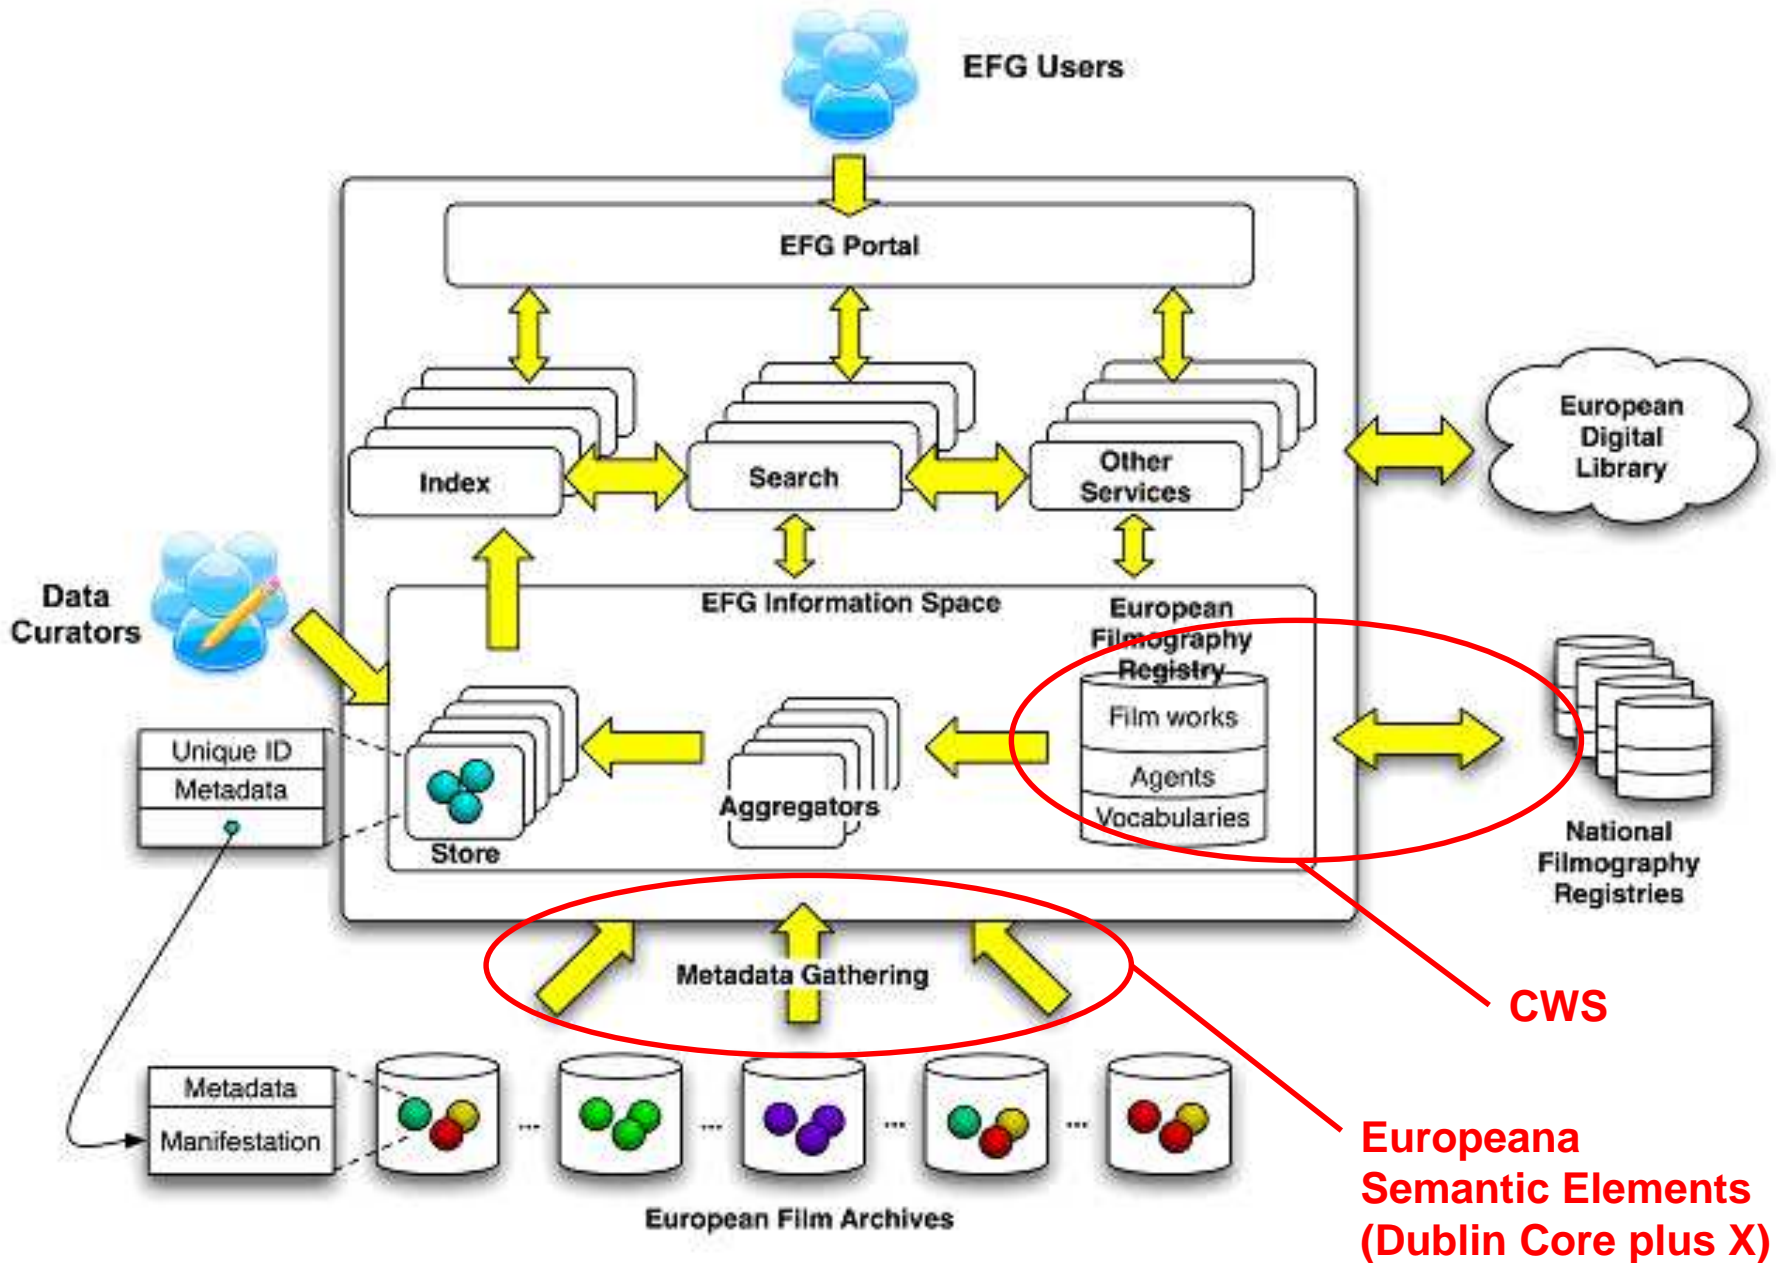 EFG Users
EFG Portal
Index
Search
Other
Services
European
Digital
Library
Data
Curators
EFG Information Space
European
Filmography
Registry
Film works
Agents
Vocabularies
Unique ID
Metadata
Store
Aggregators
National
Filmography
Registries
Metadata Gathering
CWS
Metadata
Manifestation
...
...
...
...
European Film Archives
Europeana
Semantic Elements
(Dublin Core plus X)